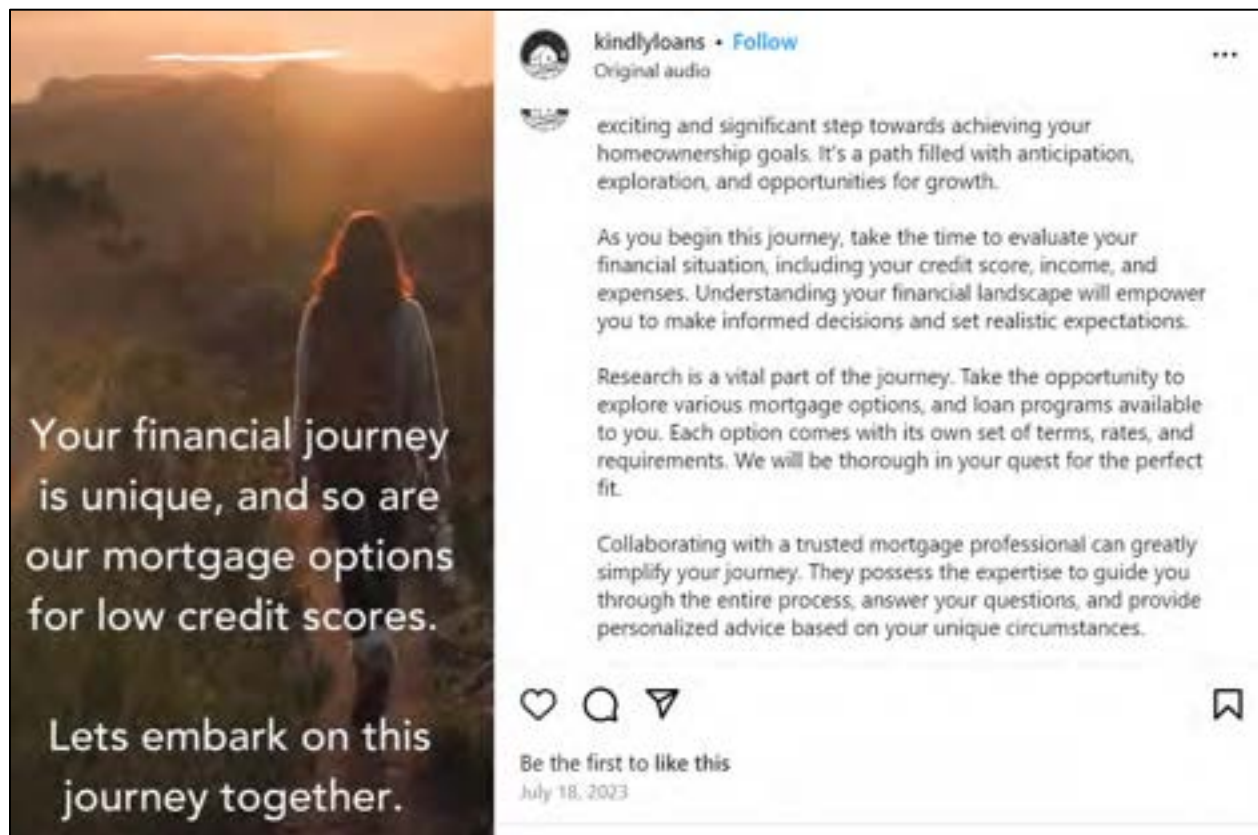 Your financial journey
is unique, and so are
our mortgage options
for low credit scores.
Lets embark on this
journey together.
kindlyloans • Follow
Original audio
exciting and significant step towards achieving your
homeownership goals. It's a path filled with anticipation,
exploration, and opportunities for growth.
As you begin this journey, take the time to evaluate your
financial situation, including your credit score, income, and
expenses. Understanding your financial landscape will empower
you to make informed decisions and set realistic expectations.
Research is a vital part of the journey. Take the opportunity to
explore various mortgage options, and loan programs available
to you. Each option comes with its own set of terms, rates, and
requirements. We will be thorough in your quest for the perfect
fit.
Collaborating with a trusted mortgage professional can greatly
simplify your journey. They possess the expertise to guide you
through the entire process, answer your questions, and provide
personalized advice based on your unique circumstances.
Be the first to like this
July 18, 2023